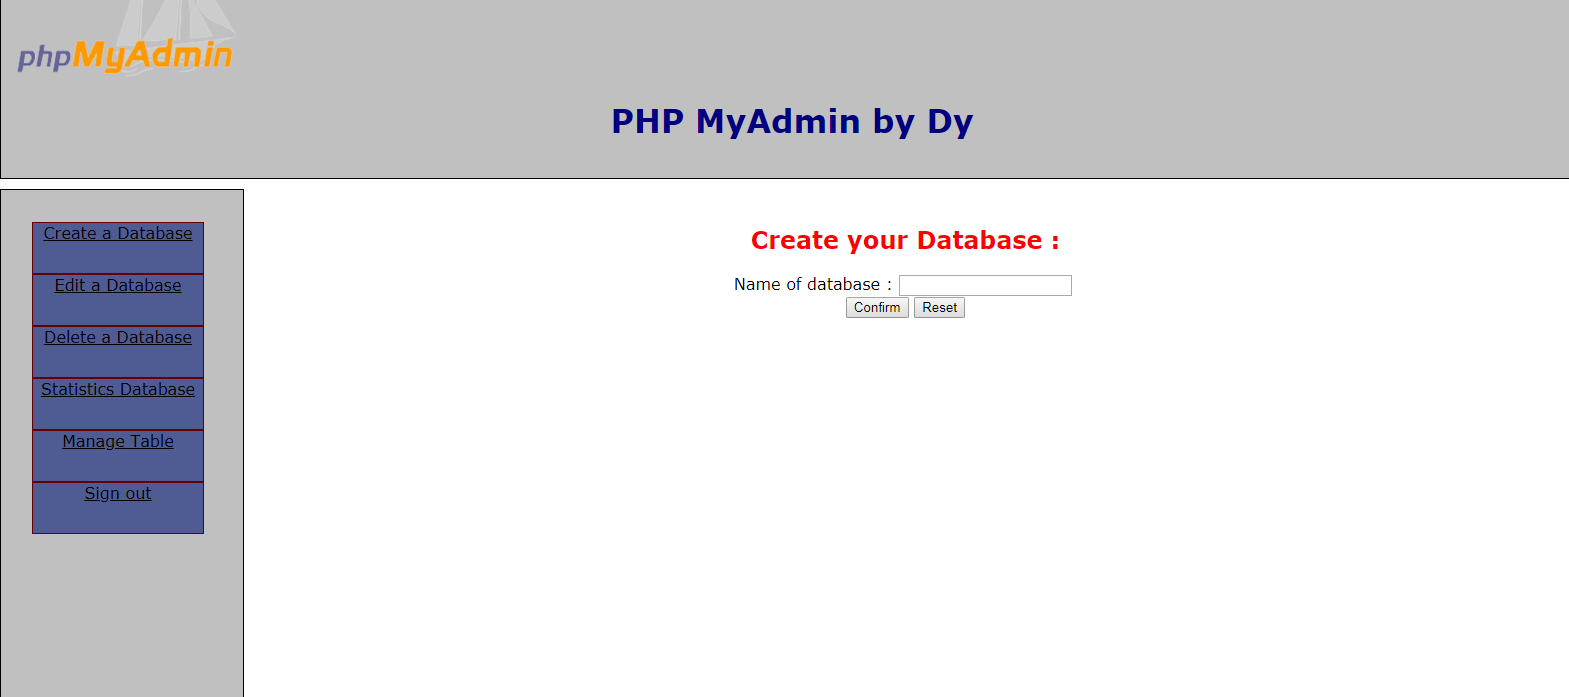 phpMyAdmin
PHP MyAdmin by Dy
Create a Database
Edit a Database
Delete a Database
Statistics Database
Manage Table
Sign out
Create your Database :
Name of database :
Confirm Reset